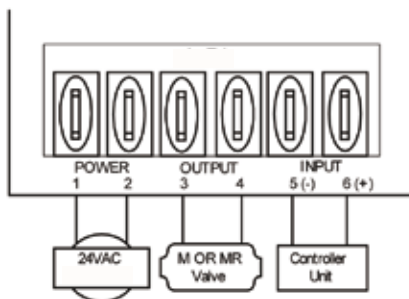 POWER OUTPUT INPUT
1 2 3 4 5 (-) 6 (+)
24VAC
M OR MR
Valve
Controller
Unit